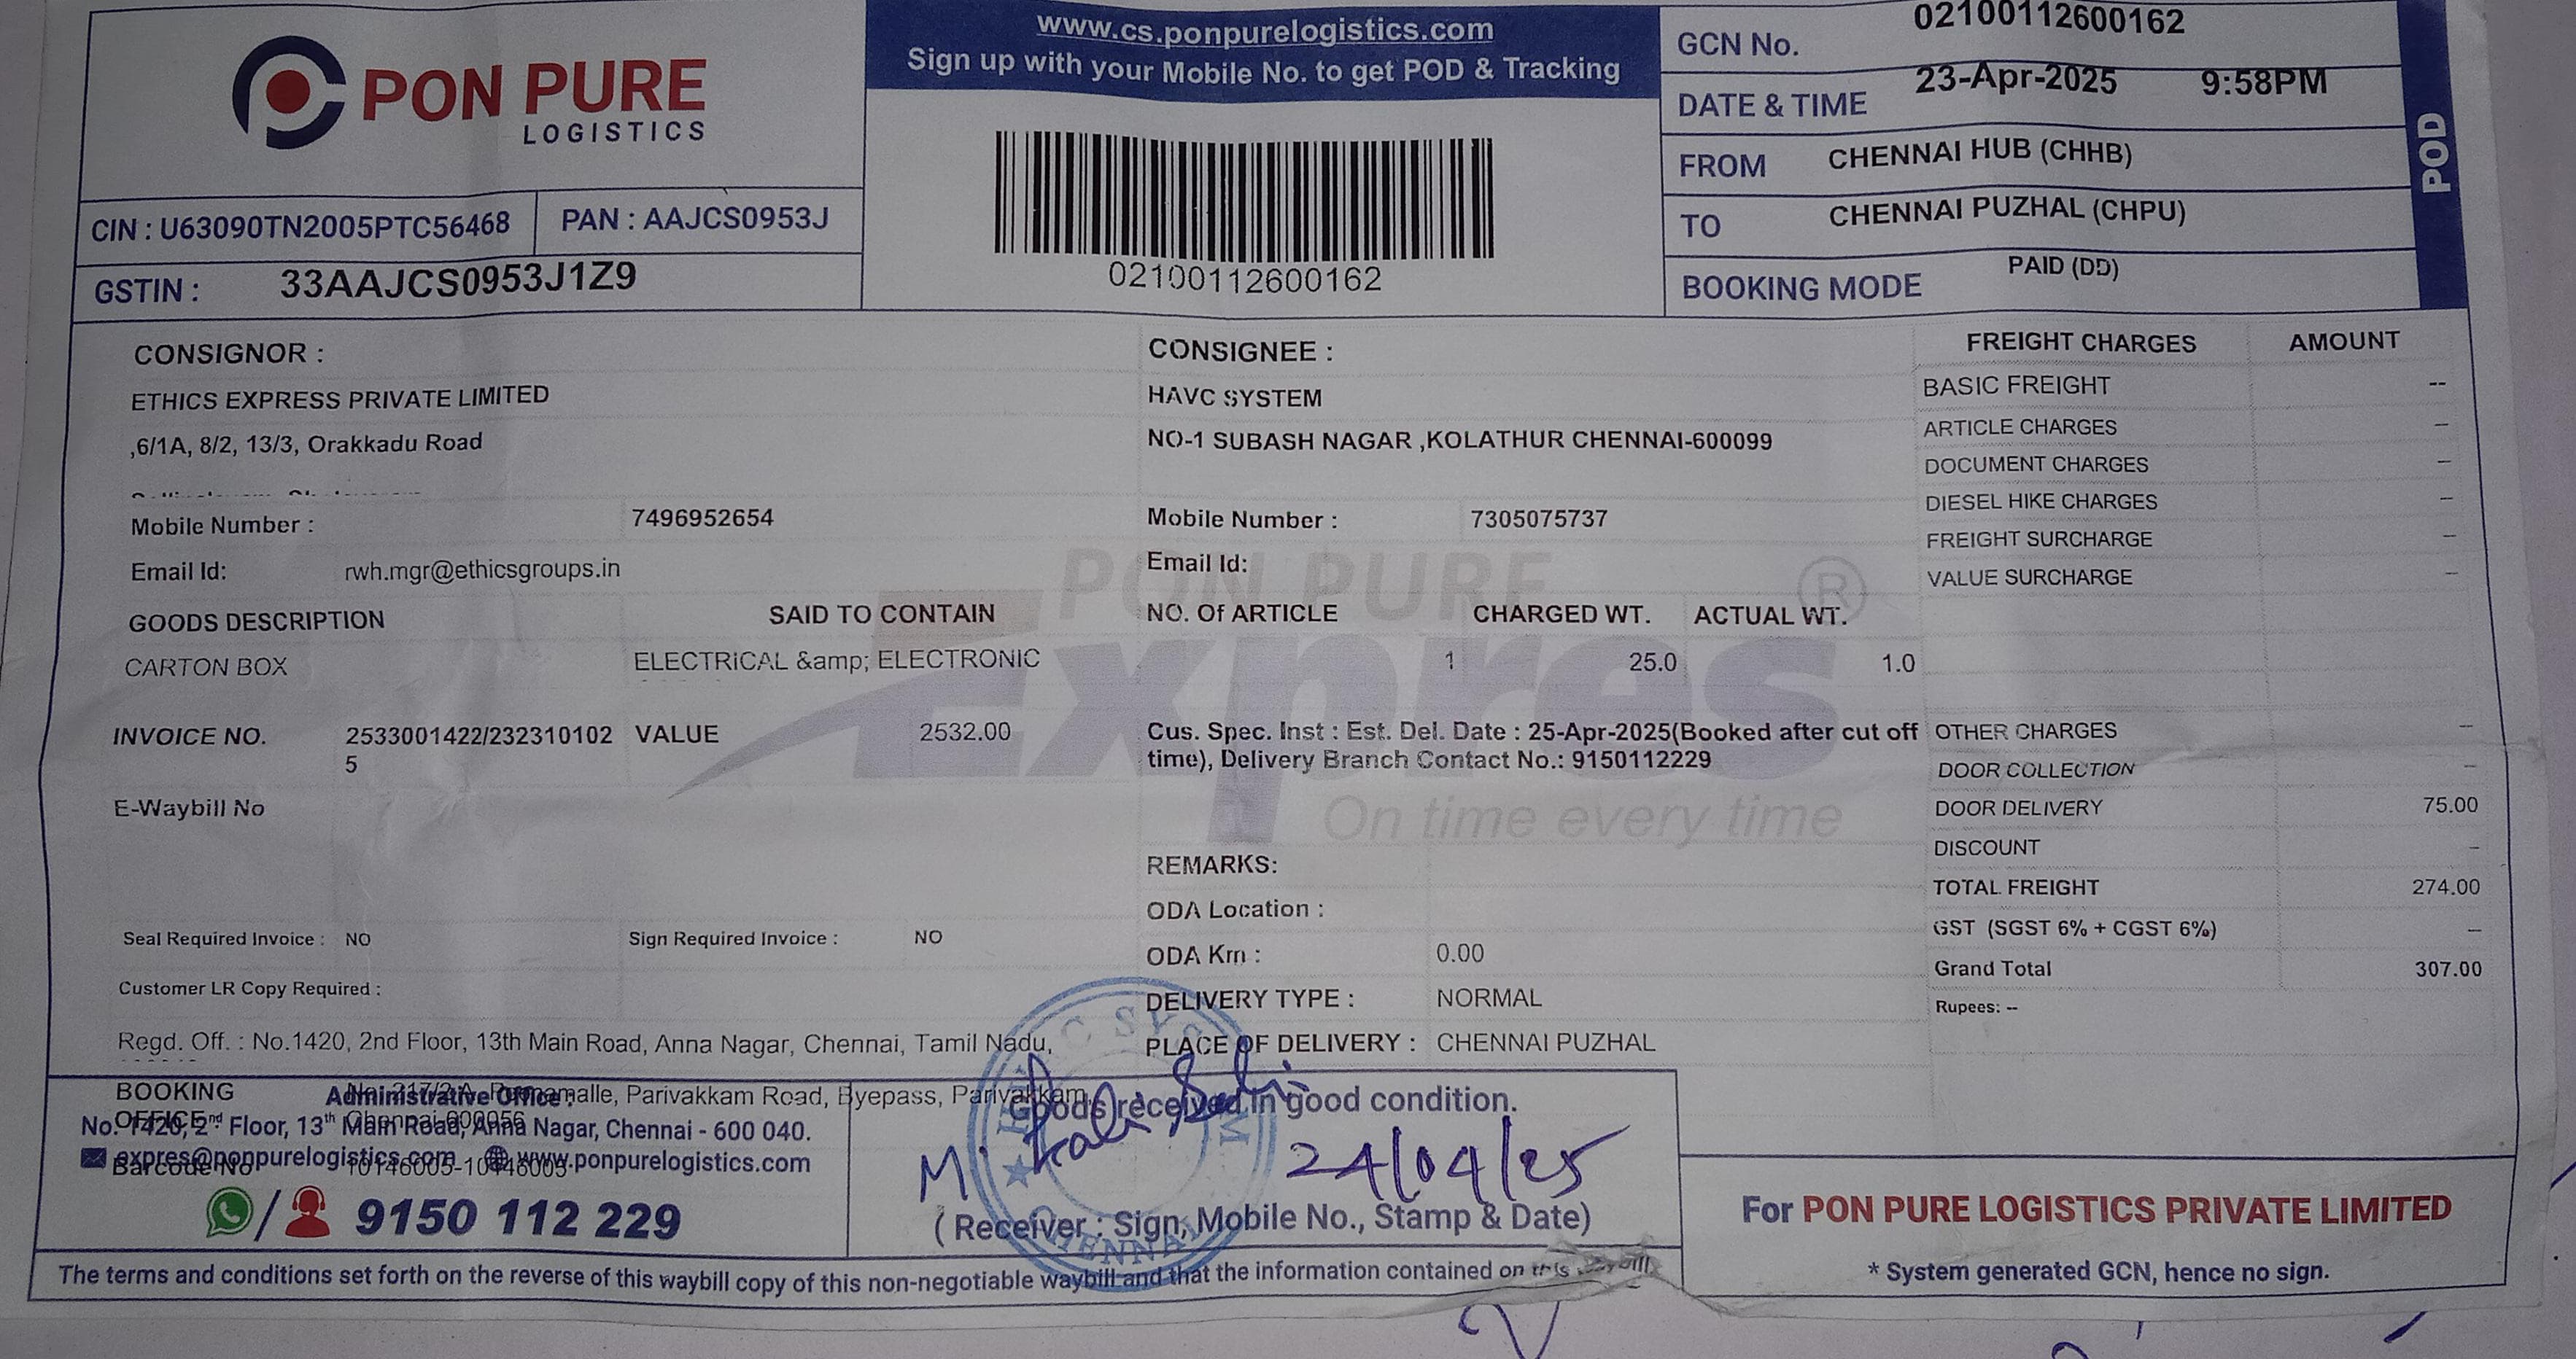 PON PURE
LOGISTICS
CIN : U63090TN2005PTC56468
PAN : AAJCS0953J
GSTIN : 33AAJCS0953J1Z9
www.cs.ponpurelogistics.com
Sign up with your Mobile No. to get POD & Tracking
02100112600162
GCN No. 02100112600162
DATE & TIME 23-Apr-2025 9:58PM
FROM CHENNAI HUB (CHHB)
TO CHENNAI PUZHAL (CHPU)
BOOKING MODE PAID (DD)
POD
CONSIGNOR :
ETHICS EXPRESS PRIVATE LIMITED
,6/1A, 8/2, 13/3, Orakkadu Road
Mobile Number : 7496952654
Email Id: rwh.mgr@ethicsgroups.in
CONSIGNEE :
HAVC SYSTEM
NO-1 SUBASH NAGAR ,KOLATHUR CHENNAI-600099
Mobile Number : 7305075737
Email Id:
GOODS DESCRIPTION SAID TO CONTAIN NO. Of ARTICLE CHARGED WT. ACTUAL WT.
CARTON BOX ELECTRICAL &amp; ELECTRONIC 1 25.0 1.0
INVOICE NO. 2533001422/232310102 VALUE 2532.00
5
E-Waybill No
Cus. Spec. Inst : Est. Del. Date : 25-Apr-2025(Booked after cut off
time), Delivery Branch Contact No.: 9150112229
PON PURE
Expres
®
On time every time
REMARKS:
ODA Location :
ODA Km : 0.00
DELIVERY TYPE : NORMAL
PLACE OF DELIVERY : CHENNAI PUZHAL
Seal Required Invoice : NO Sign Required Invoice : NO
Customer LR Copy Required :
Regd. Off. : No.1420, 2nd Floor, 13th Main Road, Anna Nagar, Chennai, Tamil Nadu,
FREIGHT CHARGES AMOUNT
BASIC FREIGHT --
ARTICLE CHARGES --
DOCUMENT CHARGES --
DIESEL HIKE CHARGES --
FREIGHT SURCHARGE --
VALUE SURCHARGE --
OTHER CHARGES --
DOOR COLLECTION --
DOOR DELIVERY 75.00
DISCOUNT --
TOTAL FREIGHT 274.00
GST (SGST 6% + CGST 6%) --
Grand Total 307.00
Rupees: --
BOOKING No. 217/2 A, Poonamalle, Parivakkam Road, Byepass, Parivakkam,
OFFICE Chennai-600056
Barcode No 10146005-10146005
Administrative Office :
No. 1420, 2nd Floor, 13th Main Road, Anna Nagar, Chennai - 600 040.
expres@ponpurelogistics.com www.ponpurelogistics.com
9150 112 229
Goods received in good condition.
M.
24/04/25
CHENNAI
(Receiver : Sign, Mobile No., Stamp & Date)
For PON PURE LOGISTICS PRIVATE LIMITED
* System generated GCN, hence no sign.
The terms and conditions set forth on the reverse of this waybill copy of this non-negotiable waybill and that the information contained on this waybill